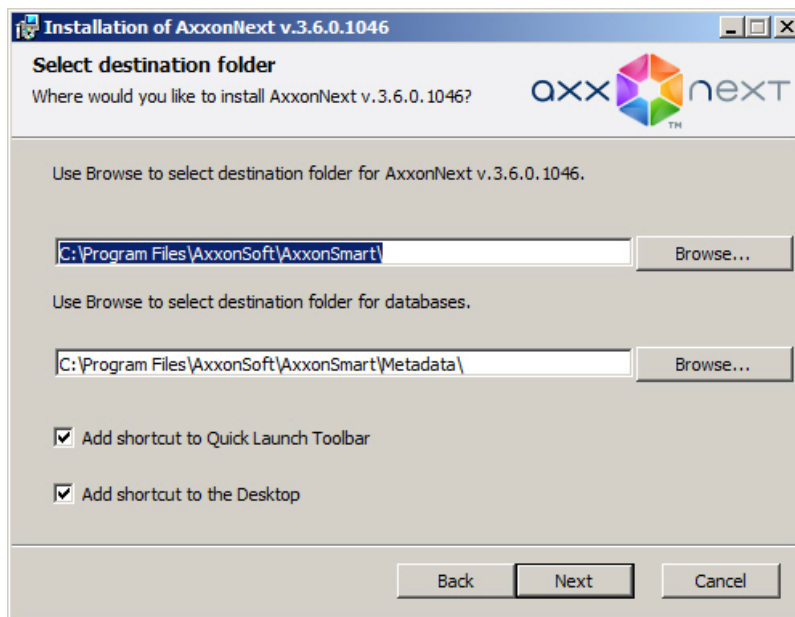 Installation of AxxonNext v.3.6.0.1046
Select destination folder
Where would you like to install AxxonNext v.3.6.0.1046?
axx next
TM
Use Browse to select destination folder for AxxonNext v.3.6.0.1046.
C:\Program Files\AxxonSoft\AxxonSmart\
Browse...
Use Browse to select destination folder for databases.
C:\Program Files\AxxonSoft\AxxonSmart\Metadata\
Browse...
Add shortcut to Quick Launch Toolbar
Add shortcut to the Desktop
Back Next Cancel